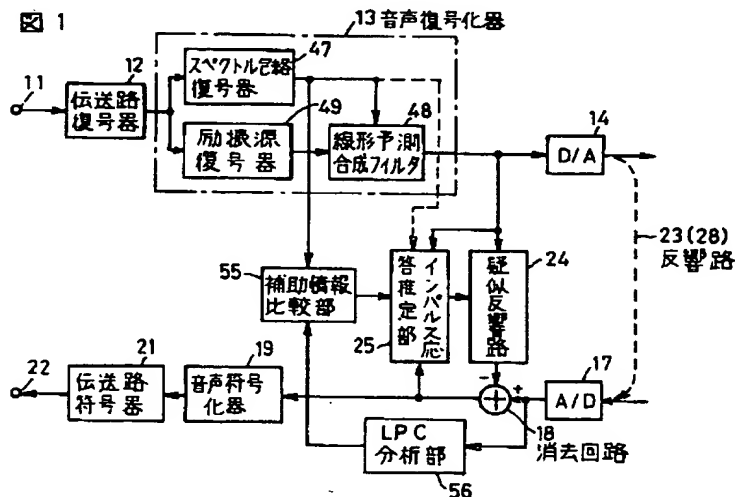 図 1
13 音声復号化器
47
スペクトル包絡
復号器
11
12
伝送路
復号器
49
励振源
復号器
48
線形予測
合成フィルタ
14
D/A
23(28)
反響路
55
補助情報
比較部
インパルス応
答推定部
25
24
疑似反響路
22
21
伝送路
符号器
19
音声符号
化器
-
+
18
消去回路
17
A/D
LPC
分析部
56